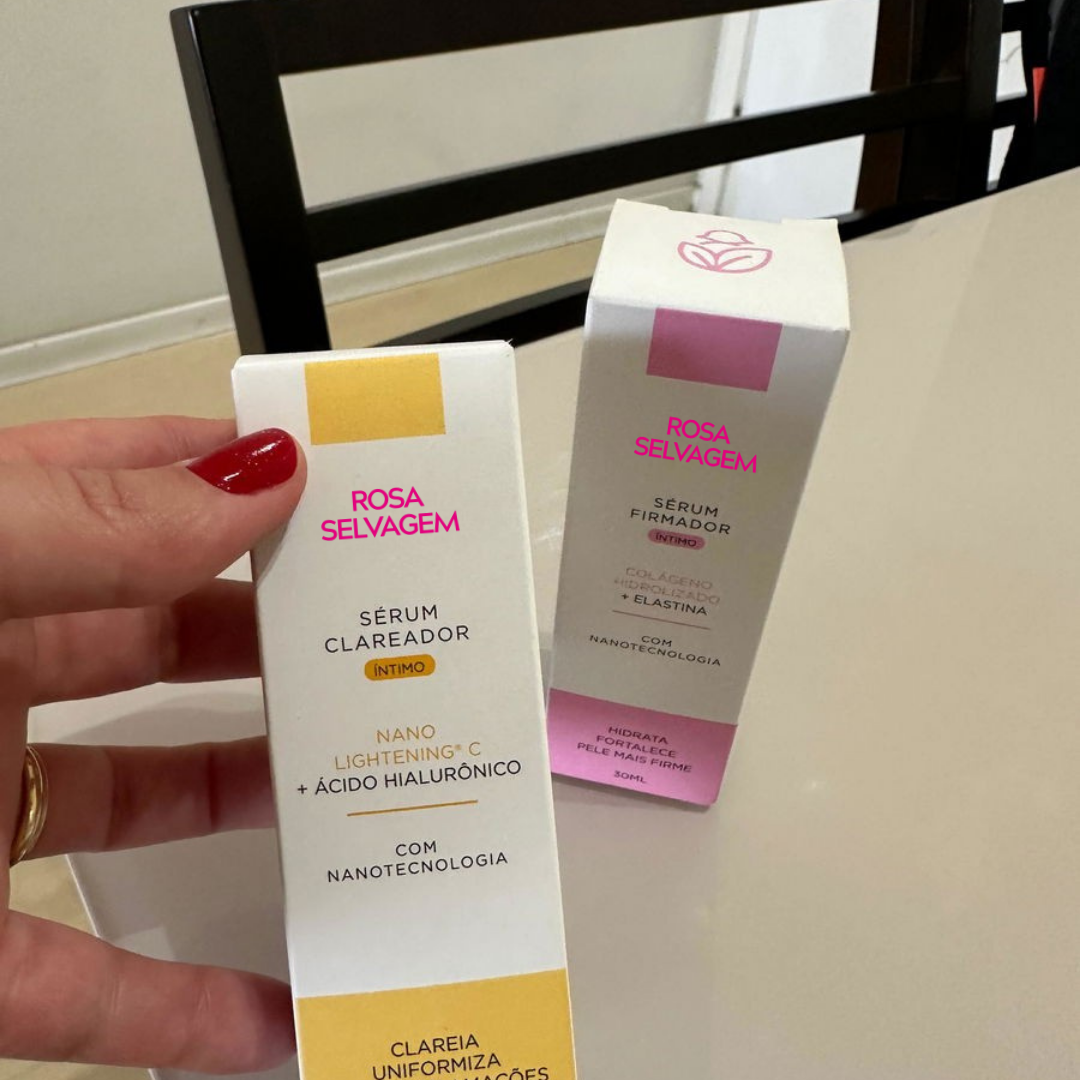 ROSA
SELVAGEM
SÉRUM
CLAREADOR
ÍNTIMO
NANO
LIGHTENING® C
+ ÁCIDO HIALURÔNICO
COM
NANOTECNOLOGIA
CLAREIA
UNIFORMIZA
ROSA
SELVAGEM
SÉRUM
FIRMADOR
ÍNTIMO
COLÁGENO
HIDROLIZADO
+ ELASTINA
COM
NANOTECNOLOGIA
HIDRATA
FORTALECE
PELE MAIS FIRME
30ML